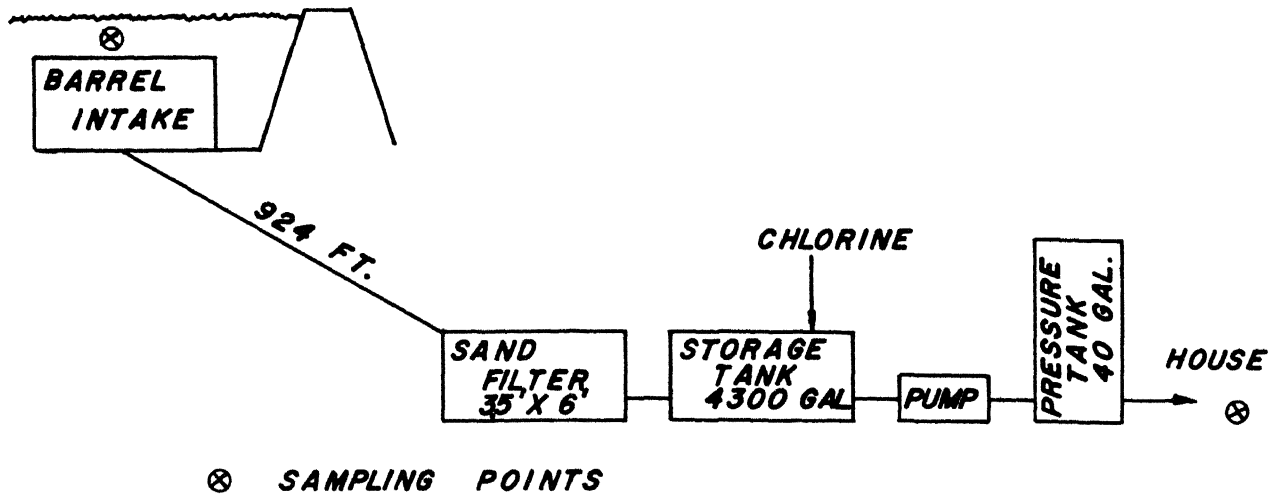 BARREL
INTAKE
924 FT.
CHLORINE
SAND
FILTER
35' X 6'
STORAGE
TANK
4300 GAL
PUMP
PRESSURE
TANK
40 GAL.
HOUSE
⊗ SAMPLING POINTS